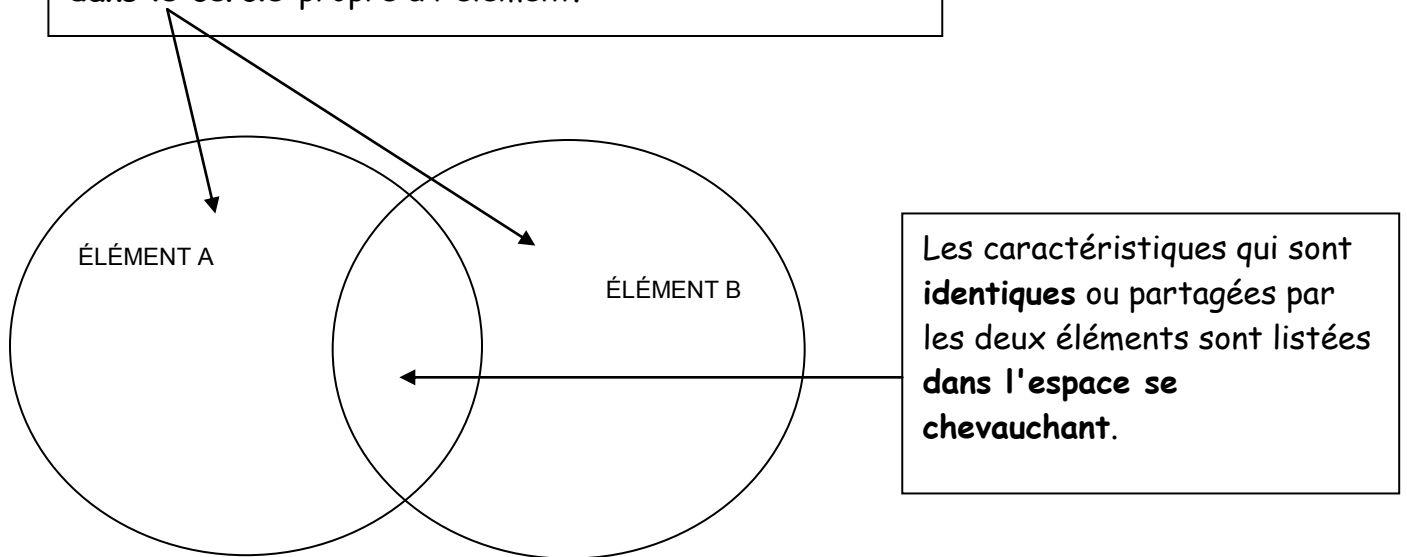 dans le cercle propre à l'élément.
ÉLÉMENT A
ÉLÉMENT B
Les caractéristiques qui sont
identiques ou partagées par
les deux éléments sont listées
dans l'espace se
chevauchant.